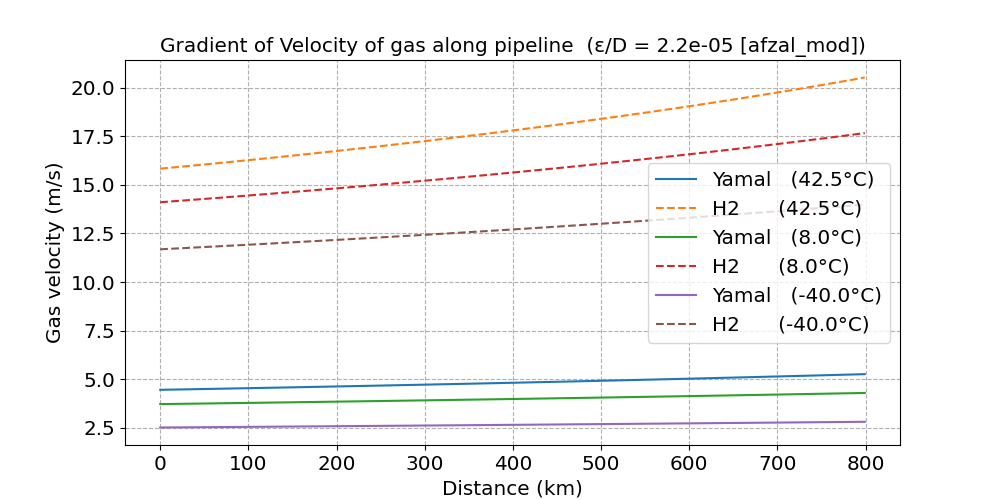 Gradient of Velocity of gas along pipeline  (ε/D = 2.2e-05 [afzal_mod])
20.0
17.5
15.0
12.5
10.0
7.5
5.0
2.5
Gas velocity (m/s)
Yamal   (42.5°C)
H2      (42.5°C)
Yamal   (8.0°C)
H2      (8.0°C)
Yamal   (-40.0°C)
H2      (-40.0°C)
0 100 200 300 400 500 600 700 800
Distance (km)